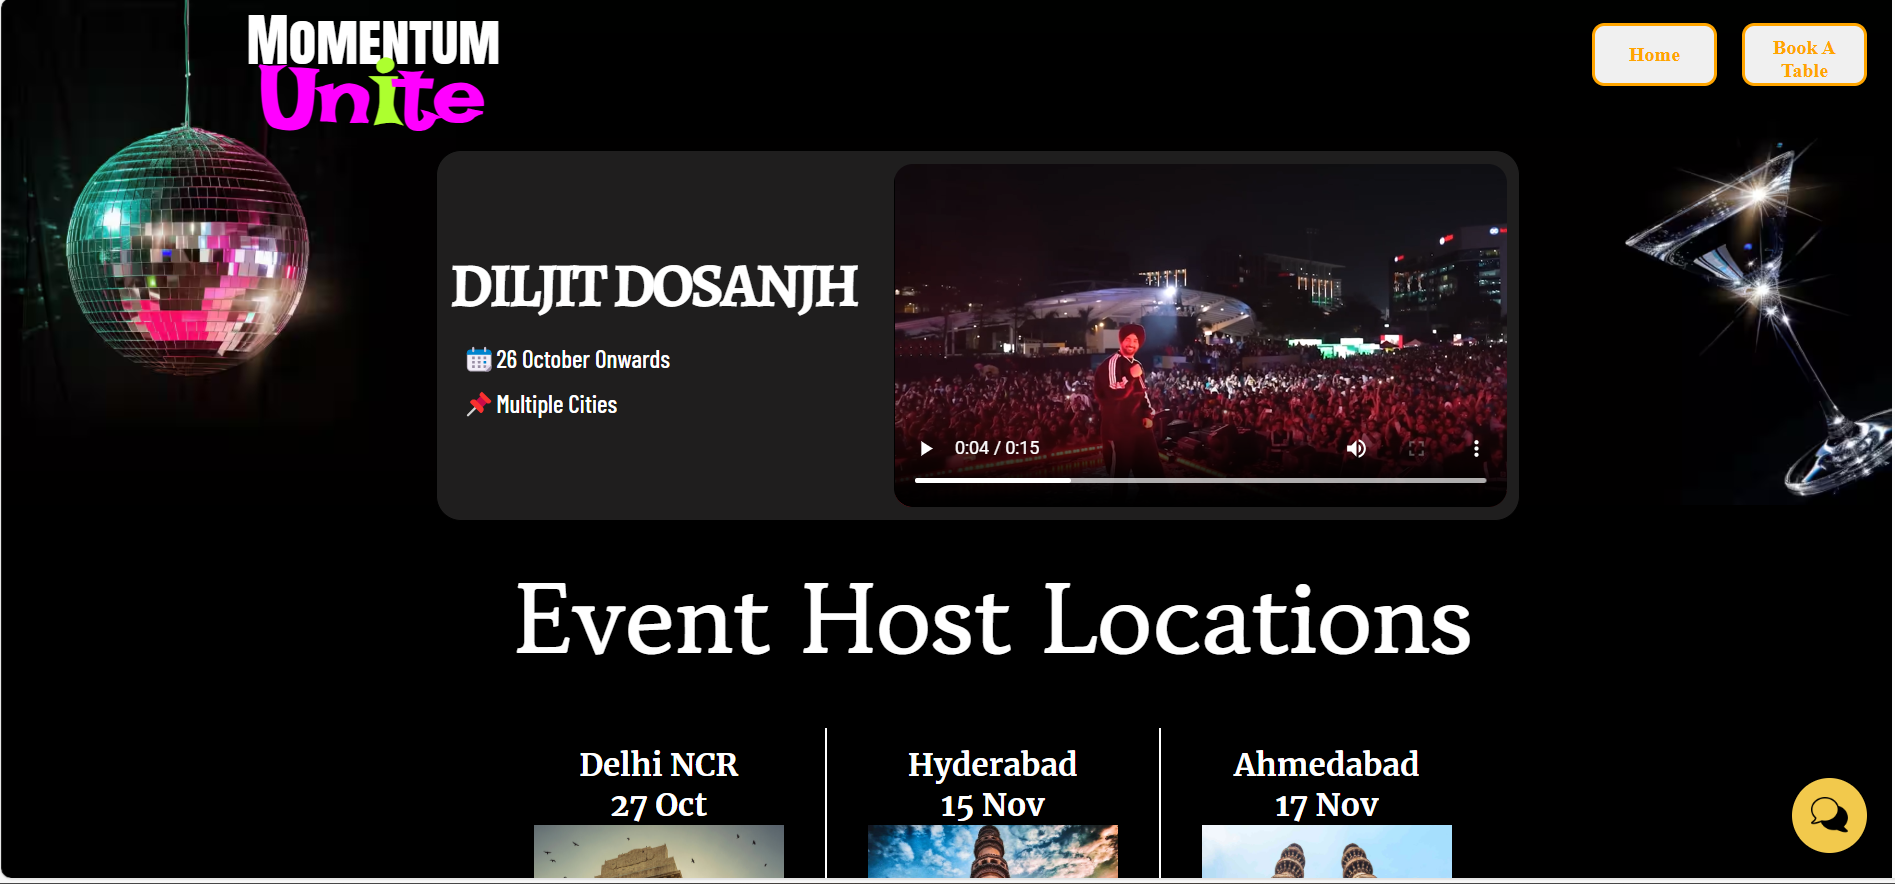 MOMENTUM
Unite
Home
Book A
Table
DILJIT DOSANJH
26 October Onwards
Multiple Cities
0:04 / 0:15
Event Host Locations
Delhi NCR
27 Oct
Hyderabad
15 Nov
Ahmedabad
17 Nov